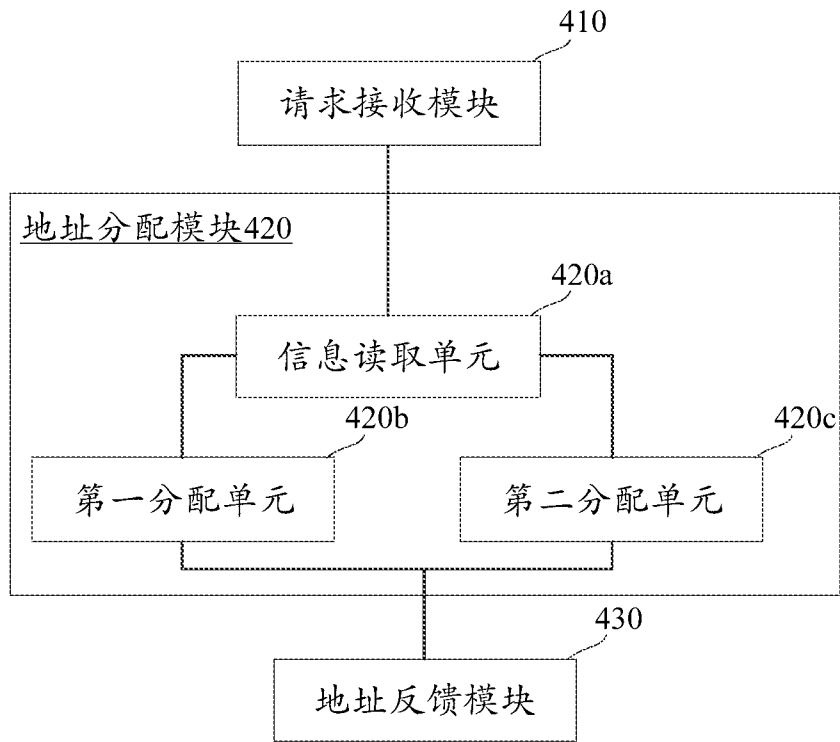 410
请求接收模块
地址分配模块420
420a
信息读取单元
420b
420c
第一分配单元
第二分配单元
430
地址反馈模块